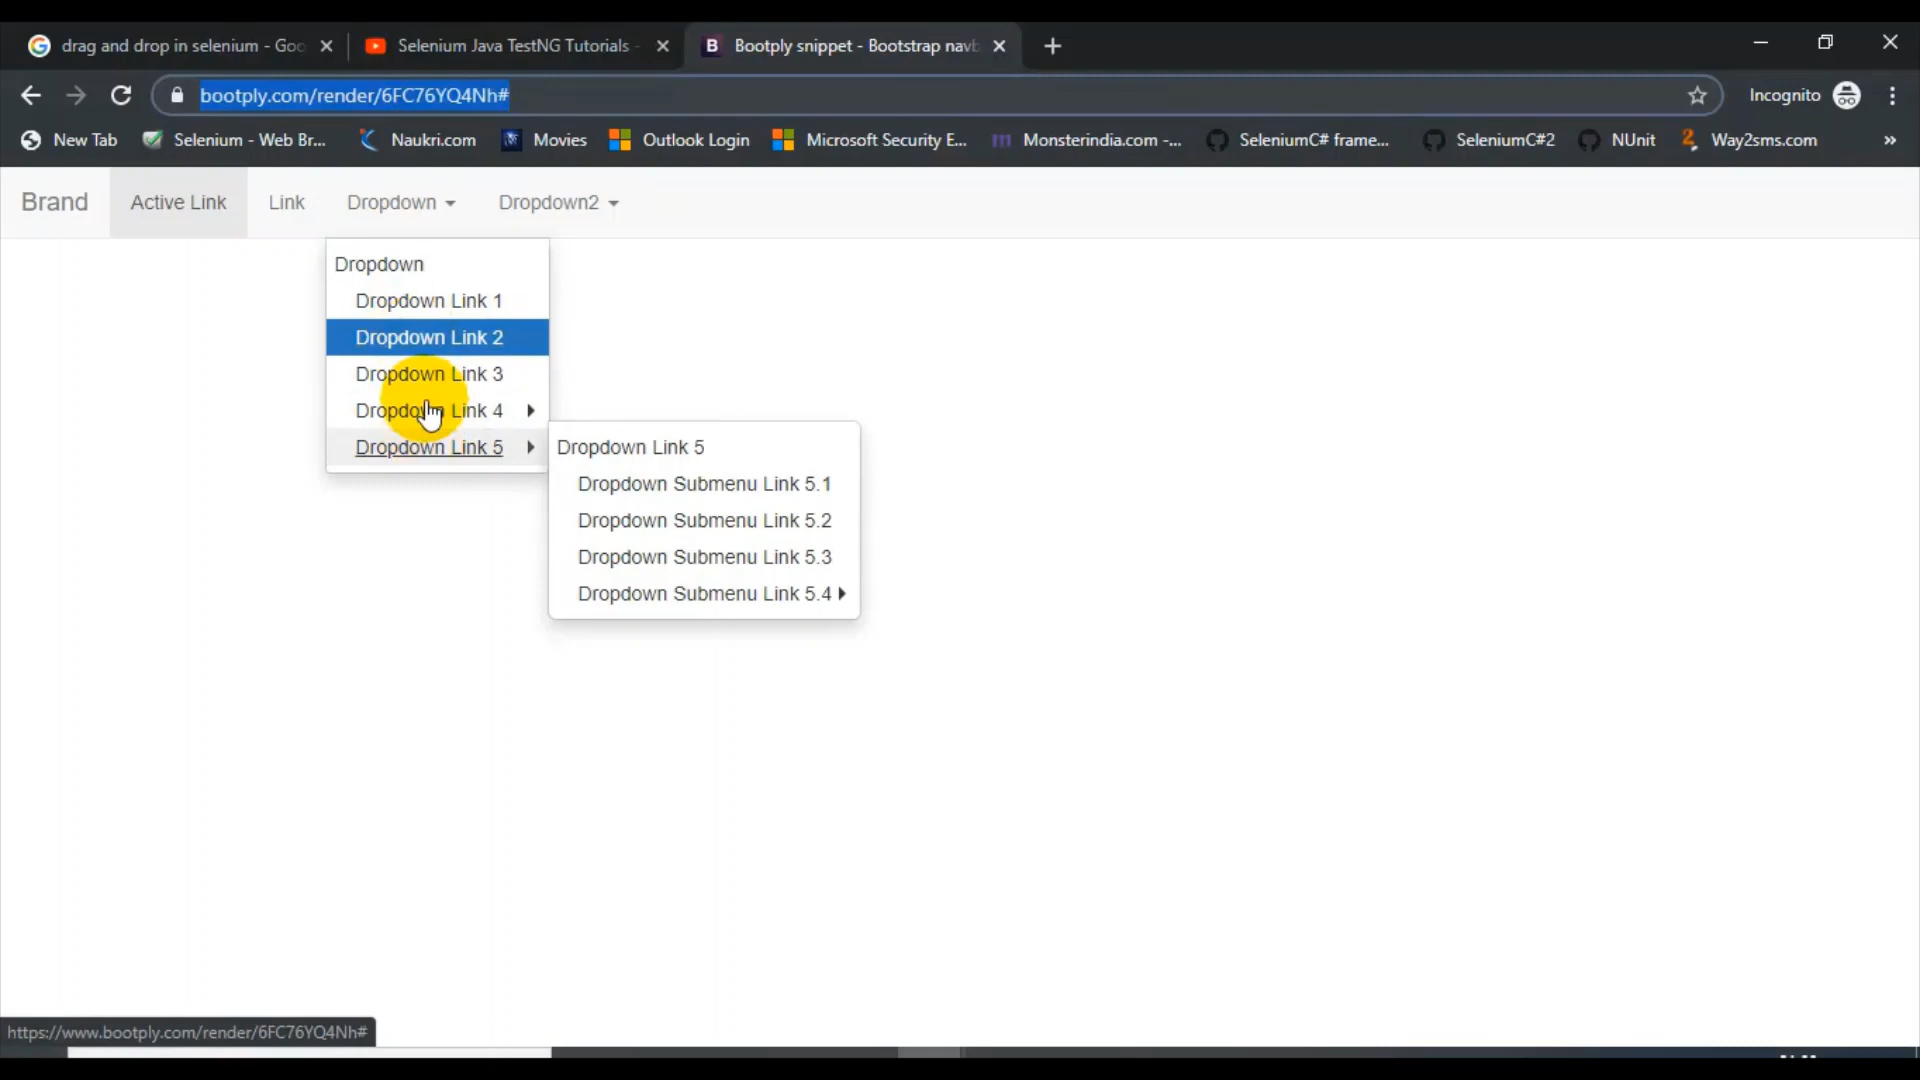 drag and drop in selenium - Goo
Selenium Java TestNG Tutorials -
B Bootply snippet - Bootstrap navb
bootply.com/render/6FC76YQ4Nh#
Incognito
New Tab
Selenium - Web Br...
Naukri.com
Movies
Outlook Login
Microsoft Security E...
Monsterindia.com -...
SeleniumC# frame...
SeleniumC#2
NUnit
Way2sms.com
»
Brand
Active Link
Link
Dropdown
Dropdown2
Dropdown
Dropdown Link 1
Dropdown Link 2
Dropdown Link 3
Dropdown Link 4
Dropdown Link 5
Dropdown Link 5
Dropdown Submenu Link 5.1
Dropdown Submenu Link 5.2
Dropdown Submenu Link 5.3
Dropdown Submenu Link 5.4
https://www.bootply.com/render/6FC76YQ4Nh#